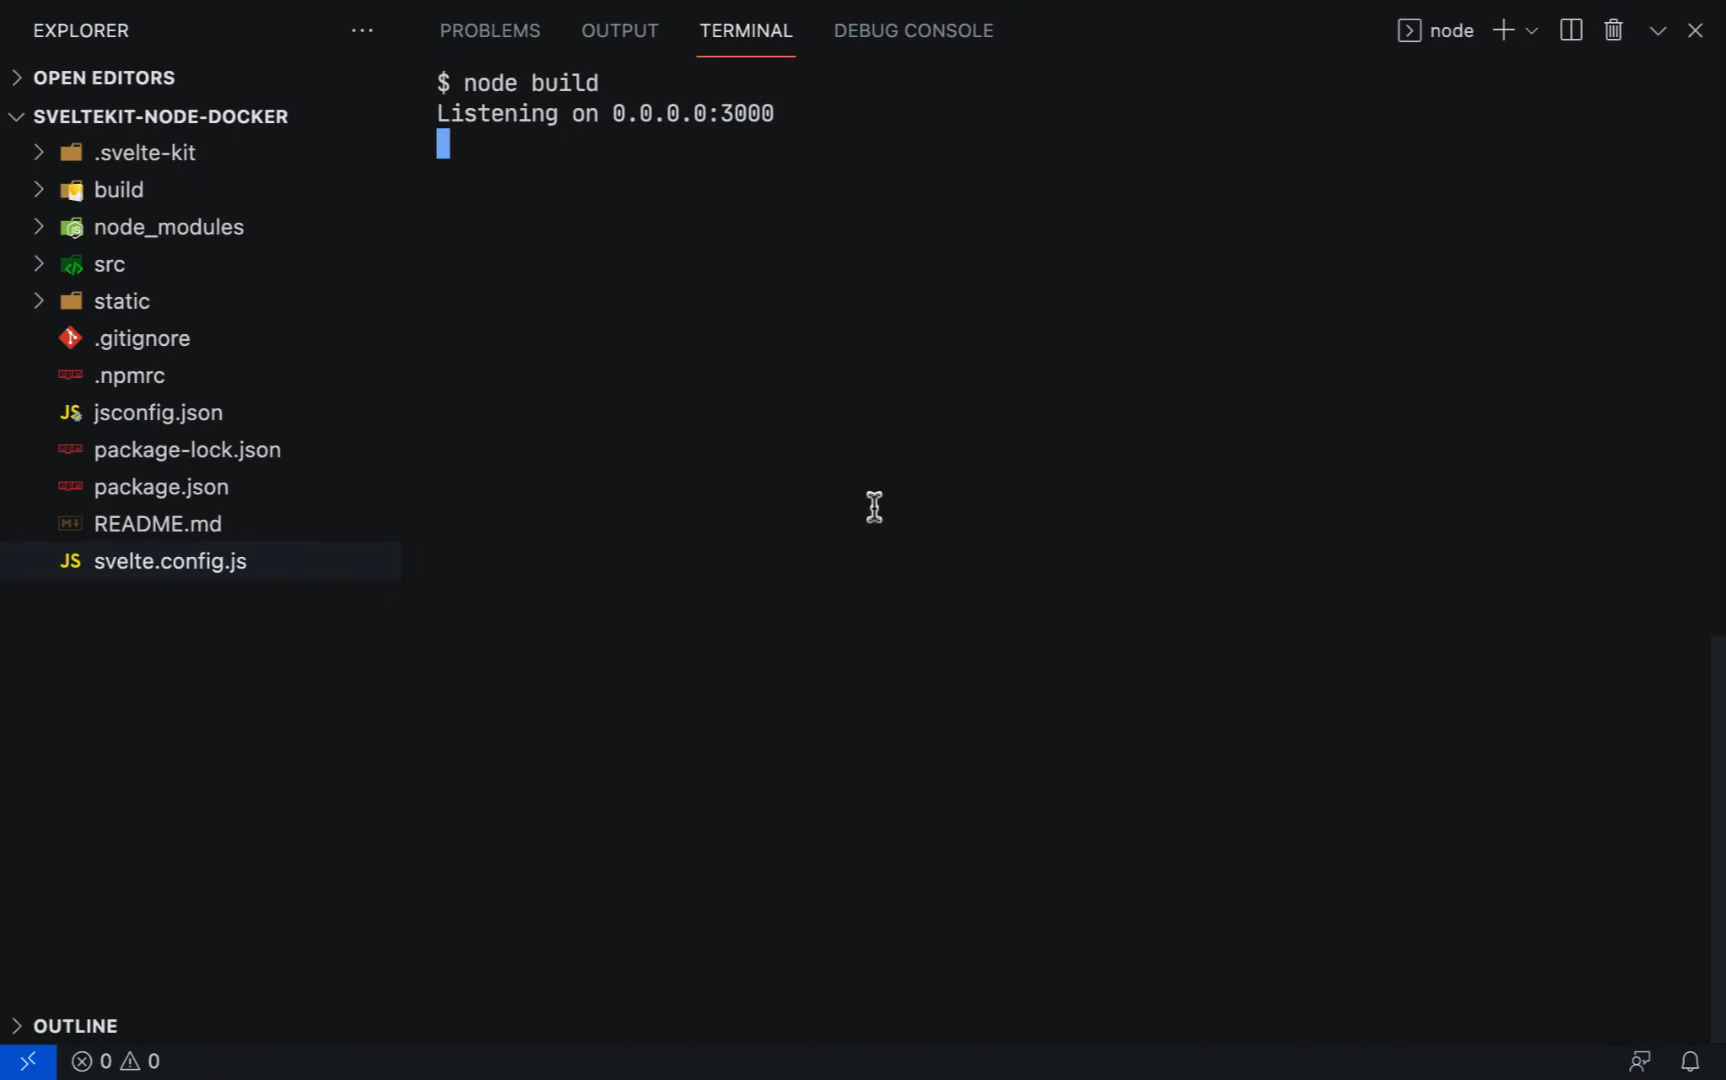 EXPLORER
OPEN EDITORS
SVELTEKIT-NODE-DOCKER
.svelte-kit
build
node_modules
src
static
.gitignore
.npmrc
JS jsconfig.json
package-lock.json
package.json
README.md
JS svelte.config.js
OUTLINE
0 0
PROBLEMS OUTPUT TERMINAL DEBUG CONSOLE
node
$ node build
Listening on 0.0.0.0:3000